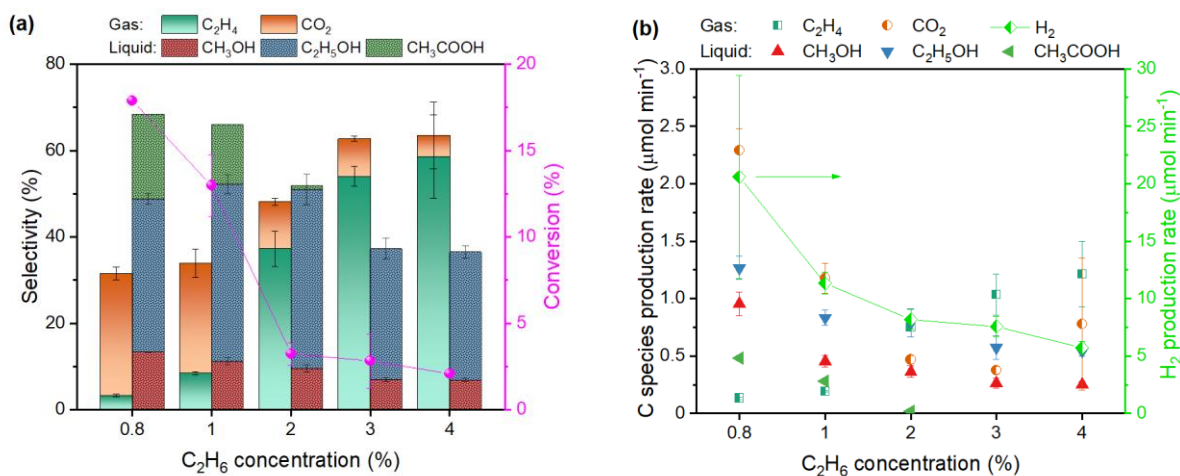 (a)
Gas: C₂H₄ CO₂
Liquid: CH₃OH C₂H₅OH CH₃COOH
80
60
40
20
0
Selectivity (%)
20
15
10
5
0
Conversion (%)
0.8 1 2 3 4
C₂H₆ concentration (%)
(b)
Gas: C₂H₄ CO₂ H₂
Liquid: CH₃OH C₂H₅OH CH₃COOH
3.0
2.5
2.0
1.5
1.0
0.5
0
C species production rate (μmol min⁻¹)
30
25
20
15
10
5
0
H₂ production rate (μmol min⁻¹)
0.8 1 2 3 4
C₂H₆ concentration (%)